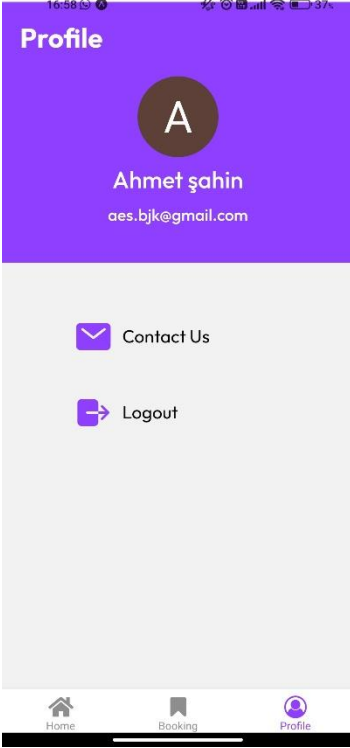 16:58
Profile
A
Ahmet şahin
aes.bjk@gmail.com
Contact Us
Logout
Home
Booking
Profile